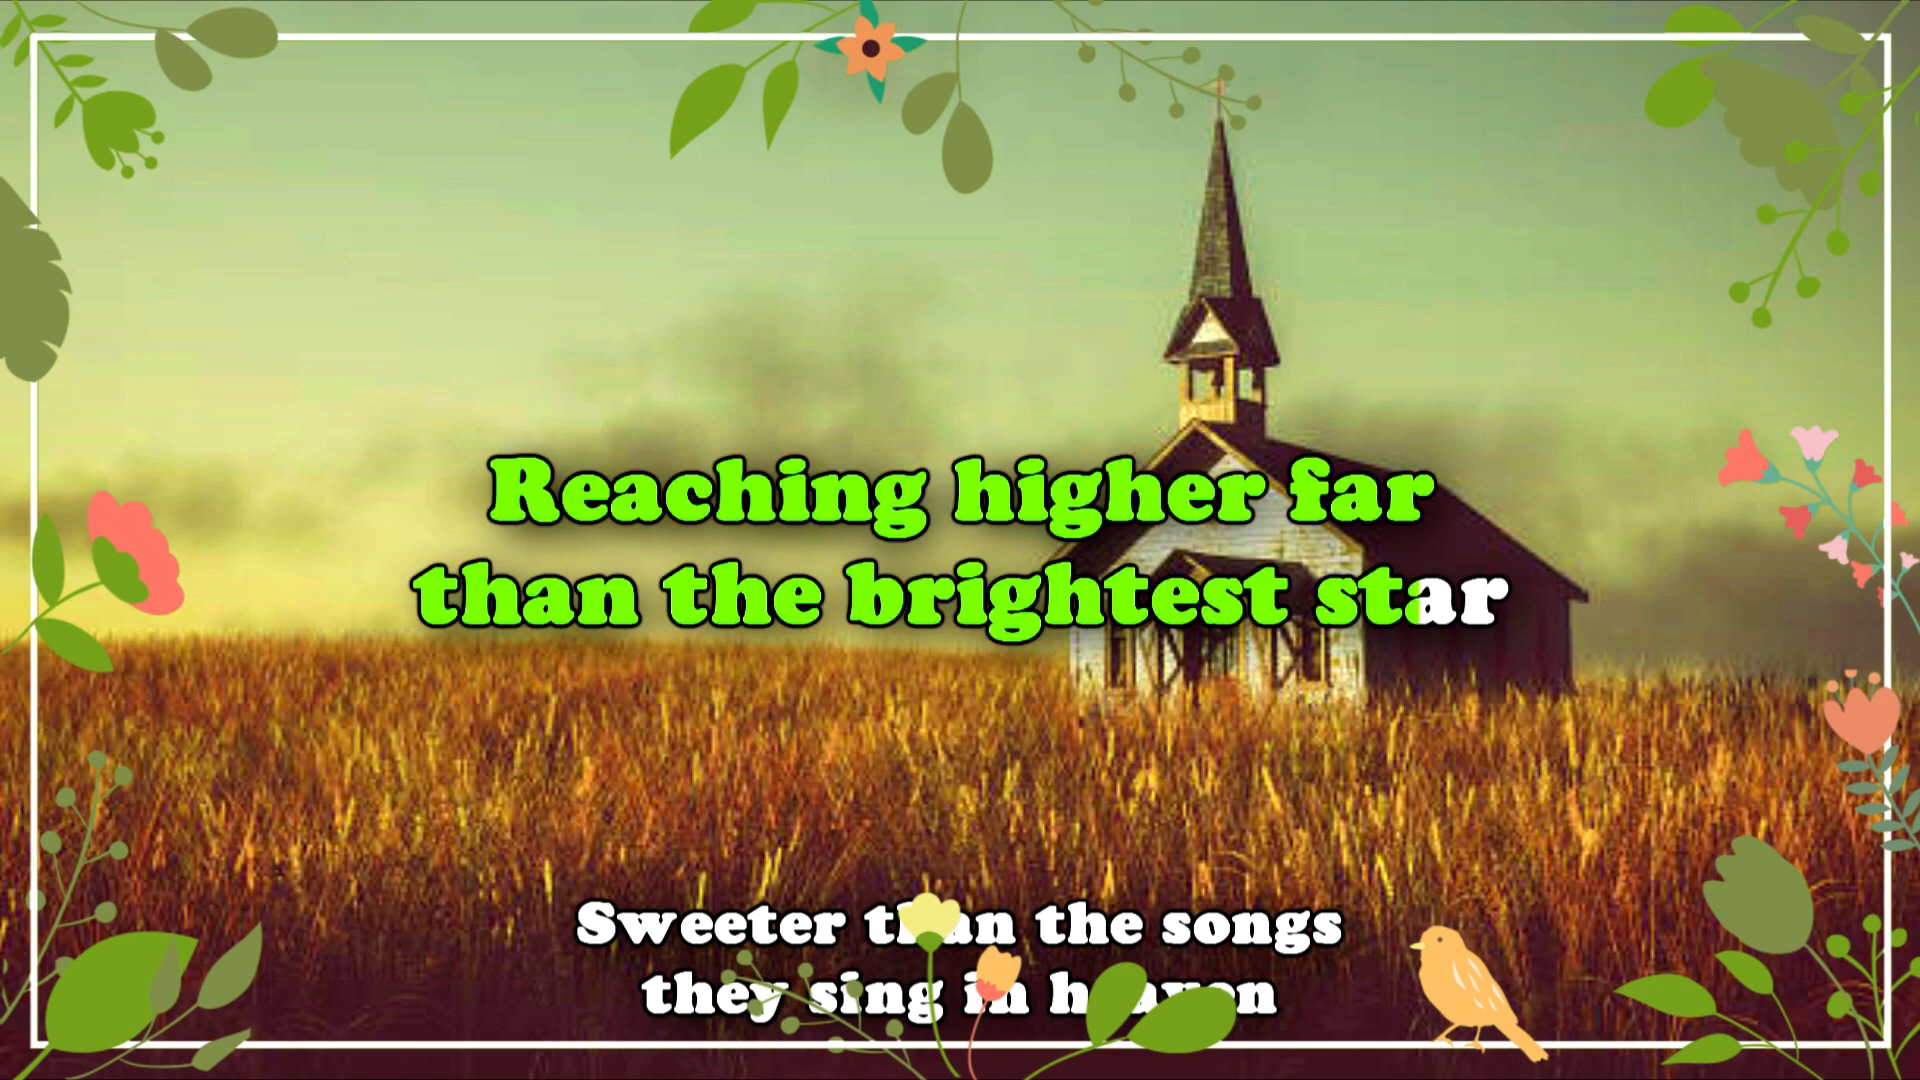 Reaching higher far
than the brightest star
Sweeter than the songs
they sing in heaven